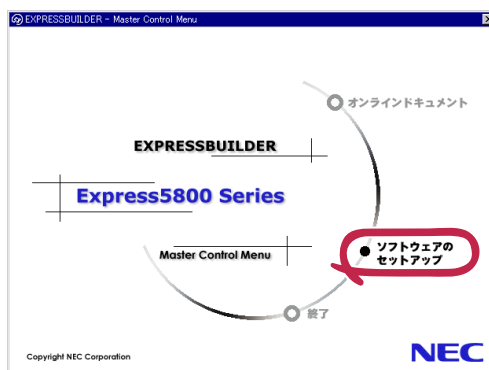 EXPRESSBUILDER - Master Control Menu
オンラインドキュメント
EXPRESSBUILDER
Express5800 Series
ソフトウェアの
セットアップ
Master Control Menu
終了
Copyright NEC Corporation
NEC